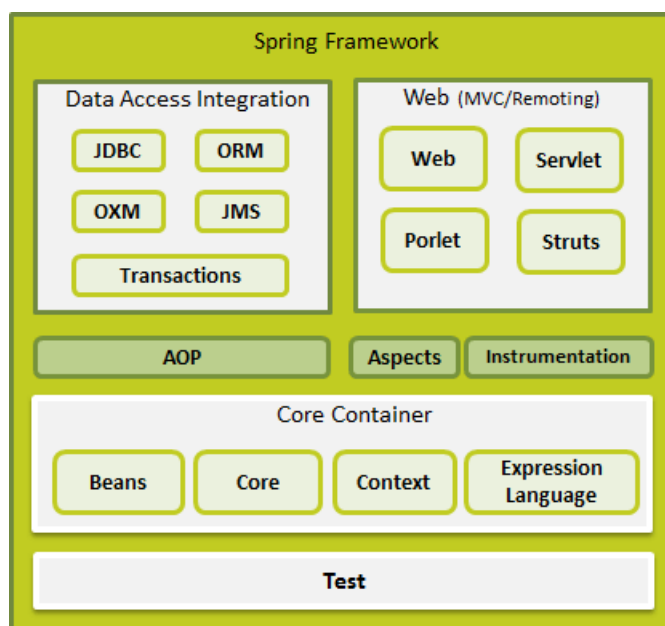 Spring Framework
Data Access Integration
JDBC
ORM
OXM
JMS
Transactions
Web (MVC/Remoting)
Web
Servlet
Porlet
Struts
AOP
Aspects
Instrumentation
Core Container
Beans
Core
Context
Expression
Language
Test